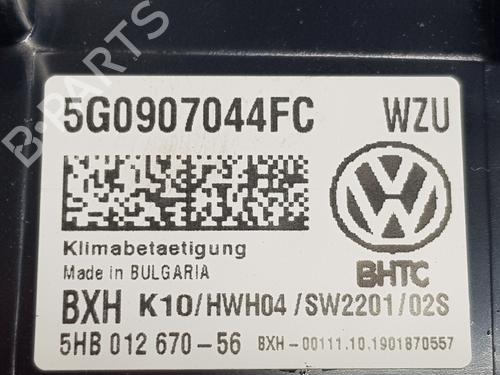 5G0907044FC WZU
Klimabetaetigung
Made in BULGARIA
BHTC
BXH K10/HWH04/SW2201/02S
5HB 012 670-56 BXH-00111.10.1901870557
B-PARTS